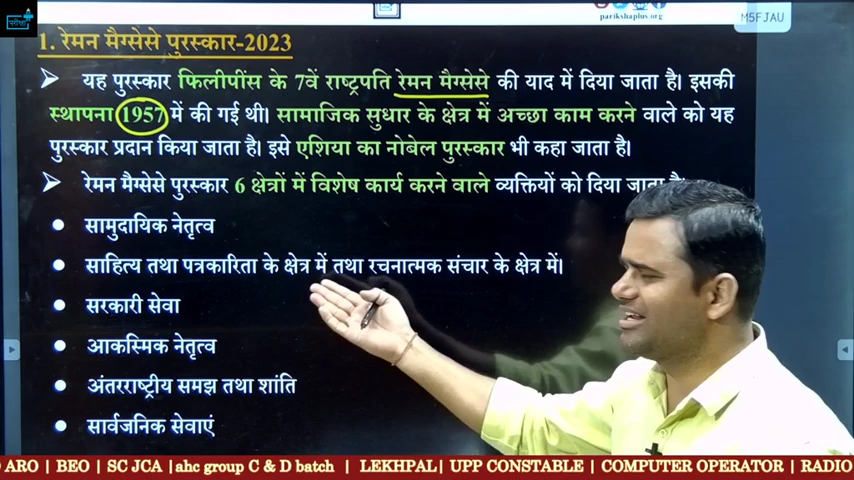 परीक्षा
parikshaplus.org
M5FJAU
1. रेमन मैग्सेसे पुरस्कार-2023
यह पुरस्कार फिलीपींस के 7वें राष्ट्रपति रेमन मैग्सेसे की याद में दिया जाता है। इसकी
स्थापना 1957 में की गई थी। सामाजिक सुधार के क्षेत्र में अच्छा काम करने वाले को यह
पुरस्कार प्रदान किया जाता है। इसे एशिया का नोबेल पुरस्कार भी कहा जाता है।
रेमन मैग्सेसे पुरस्कार 6 क्षेत्रों में विशेष कार्य करने वाले व्यक्तियों को दिया जाता है
सामुदायिक नेतृत्व
साहित्य तथा पत्रकारिता के क्षेत्र में तथा रचनात्मक संचार के क्षेत्र में।
सरकारी सेवा
आकस्मिक नेतृत्व
अंतरराष्ट्रीय समझ तथा शांति
सार्वजनिक सेवाएं
ARO | BEO | SC JCA |ahc group C & D batch | LEKHPAL| UPP CONSTABLE | COMPUTER OPERATOR | RADIO